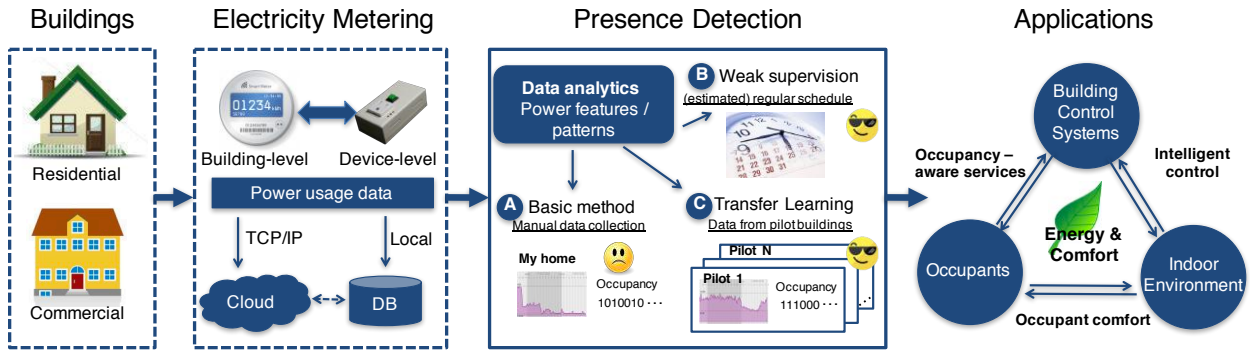 Buildings
Electricity Metering
Presence Detection
Applications
Residential
Commercial
01234
Building-level
Device-level
Power usage data
TCP/IP
Local
Cloud
DB
Data analytics
Power features /
patterns
B Weak supervision
(estimated) regular schedule
A Basic method
Manual data collection
My home
Occupancy
1010010 ···
C Transfer Learning
Data from pilot buildings
Pilot N
Pilot 1
Occupancy
111000 ···
Building
Control
Systems
Occupancy –
aware services
Intelligent
control
Energy &
Comfort
Occupants
Indoor
Environment
Occupant comfort